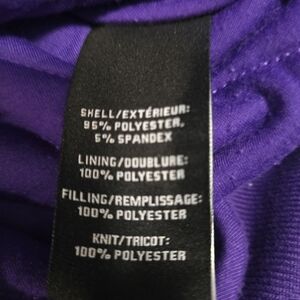 SHELL/EXTÉRIEUR:
95% POLYESTER,
5% SPANDEX
LINING/DOUBLURE:
100% POLYESTER
FILLING/REMPLISSAGE:
100% POLYESTER
KNIT/TRICOT:
100% POLYESTER